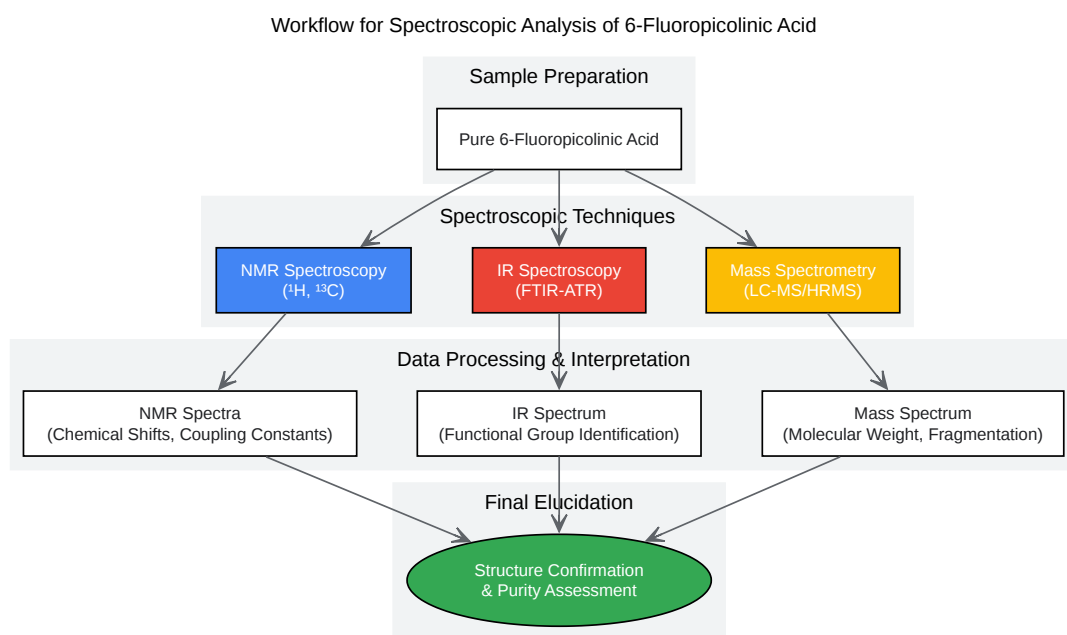 Workflow for Spectroscopic Analysis of 6-Fluoropicolinic Acid
Sample Preparation
Pure 6-Fluoropicolinic Acid
Spectroscopic Techniques
NMR Spectroscopy
(¹H, ¹³C)
IR Spectroscopy
(FTIR-ATR)
Mass Spectrometry
(LC-MS/HRMS)
Data Processing & Interpretation
NMR Spectra
(Chemical Shifts, Coupling Constants)
IR Spectrum
(Functional Group Identification)
Mass Spectrum
(Molecular Weight, Fragmentation)
Final Elucidation
Structure Confirmation
& Purity Assessment